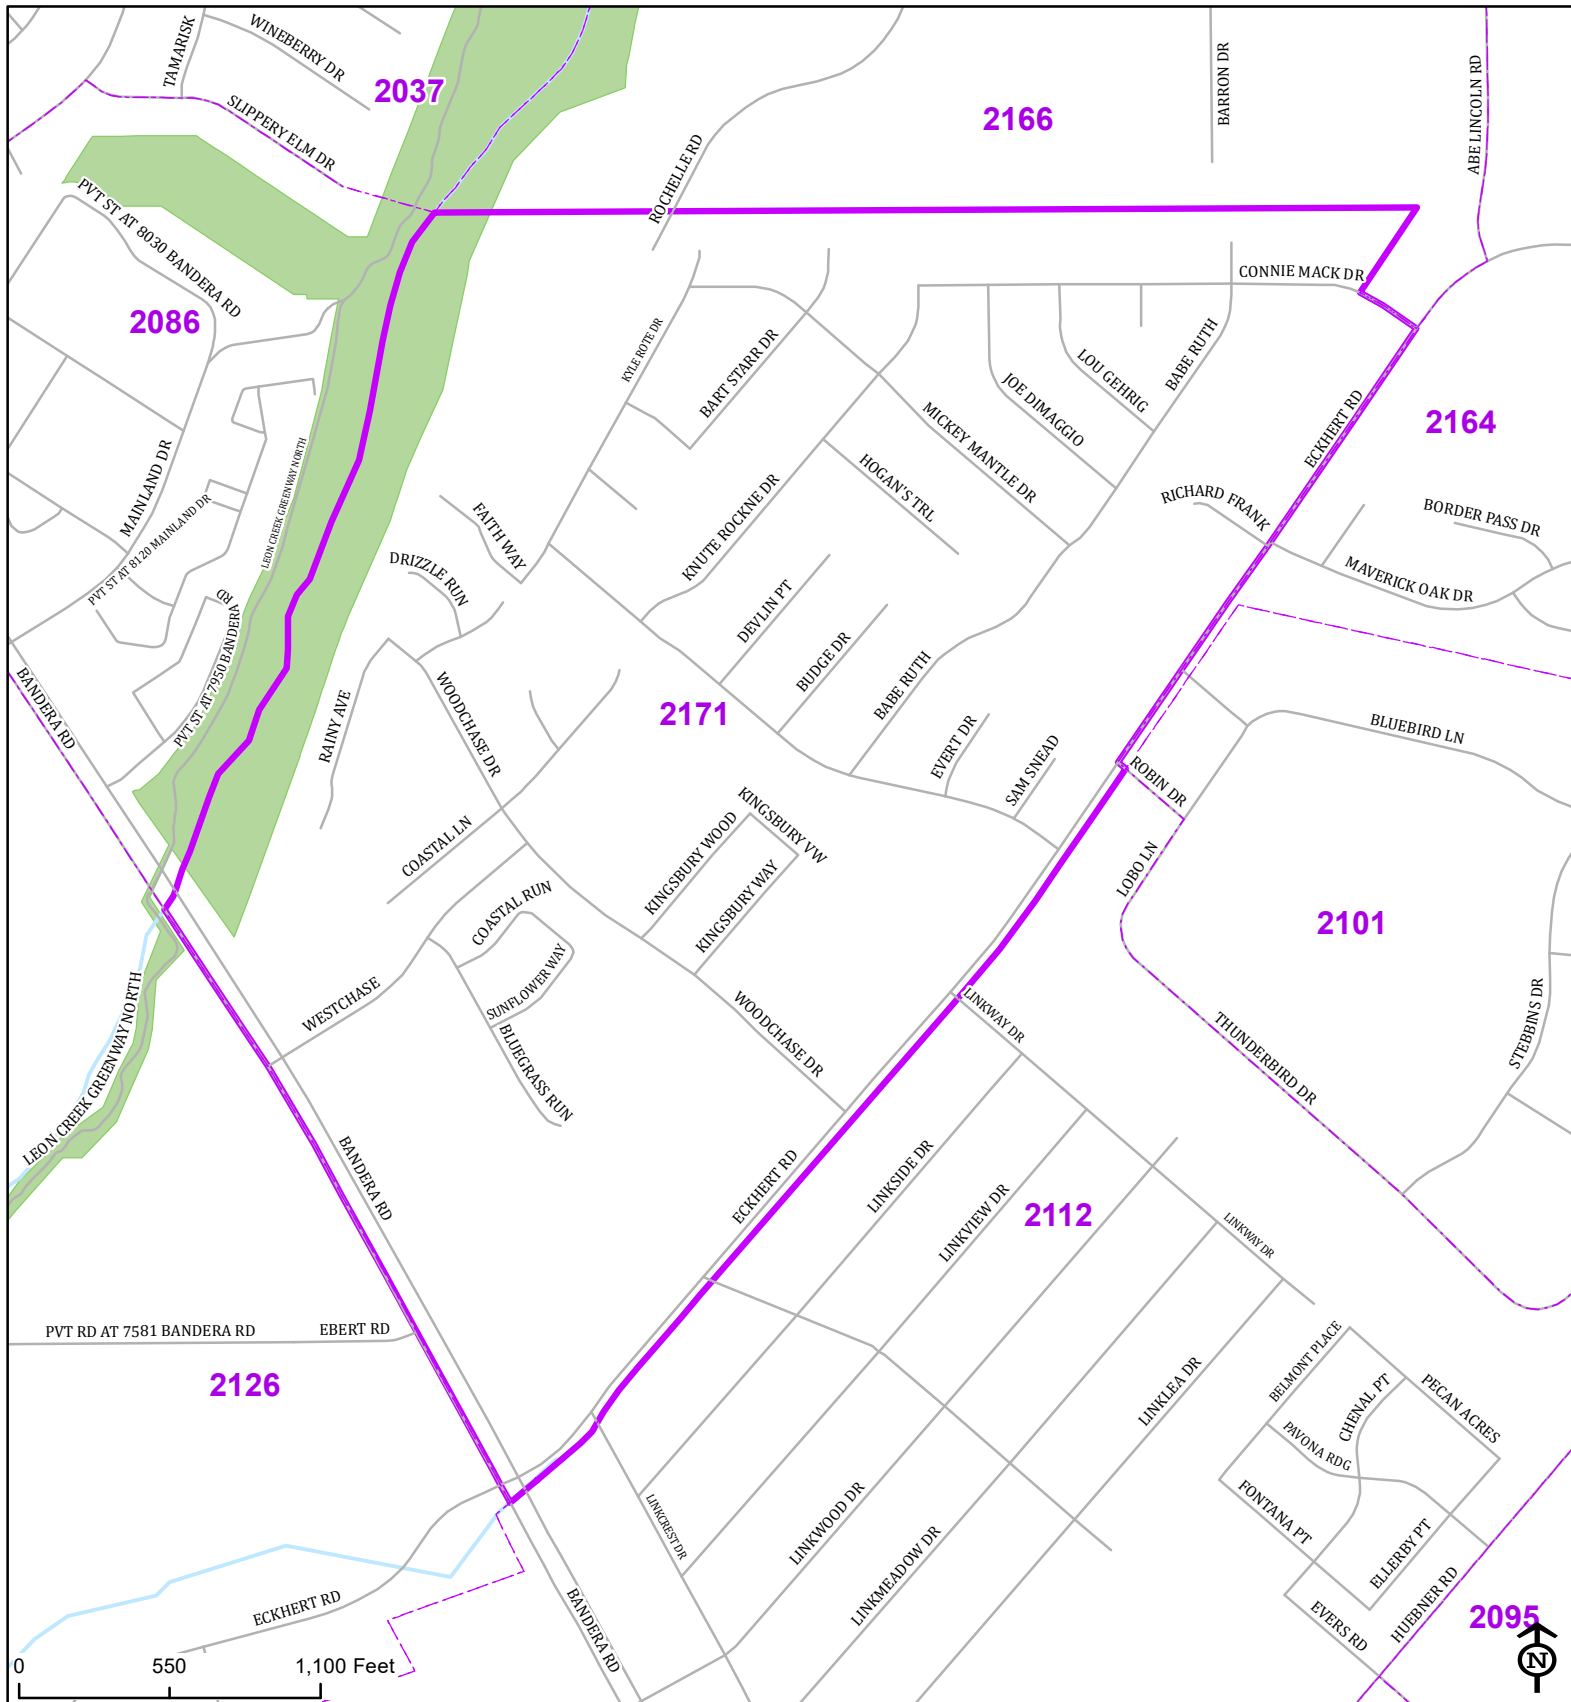 TAMARISK
WINEBERRY DR
2037
SLIPPERY ELM DR
2166
BARRON DR
ABE LINCOLN RD
ROCHELLE RD
PVT ST AT 8030 BANDERA RD
2086
CONNIE MACK DR
KYLE ROTE DR
BART STARR DR
LOU GEHRIG
BABE RUTH
JOE DIMAGGIO
MICKEY MANTLE DR
ECKHERT RD
2164
HOGAN'S TRL
MAINLAND DR
PVT ST AT 8120 MAINLAND DR
LEON CREEK GREENWAY NORTH
FAITH WAY
KNUTE ROCKNE DR
RICHARD FRANK
BORDER PASS DR
DRIZZLE RUN
MAVERICK OAK DR
DEVLIN PT
PVT ST AT 7950 BANDERA RD
BANDERA RD
RAINY AVE
WOODCHASE DR
BUDGE DR
BABE RUTH
2171
EVERT DR
BLUEBIRD LN
SAM SNEAD
ROBIN DR
COASTAL LN
KINGSBURY WOOD
KINGSBURY VW
KINGSBURY WAY
LOBO LN
2101
COASTAL RUN
SUNFLOWER WAY
WESTCHASE
LEON CREEK GREENWAY NORTH
BLUEGRASS RUN
WOODCHASE DR
LINKWAY DR
THUNDERBIRD DR
STEBBINS DR
BANDERA RD
ECKHERT RD
LINKSIDE DR
LINKVIEW DR
2112
LINKWAY DR
PVT RD AT 7581 BANDERA RD
EBERT RD
2126
LINKLEA DR
BELMONT PLACE
CHENAL PT
PECAN ACRES
PAVONA RDG
FONTANA PT
ELLERBY PT
LINKCREST DR
LINKWOOD DR
LINKMEADOW DR
ECKHERT RD
BANDERA RD
EVERS RD
HUEBNER RD
2095
N
0 550 1,100 Feet